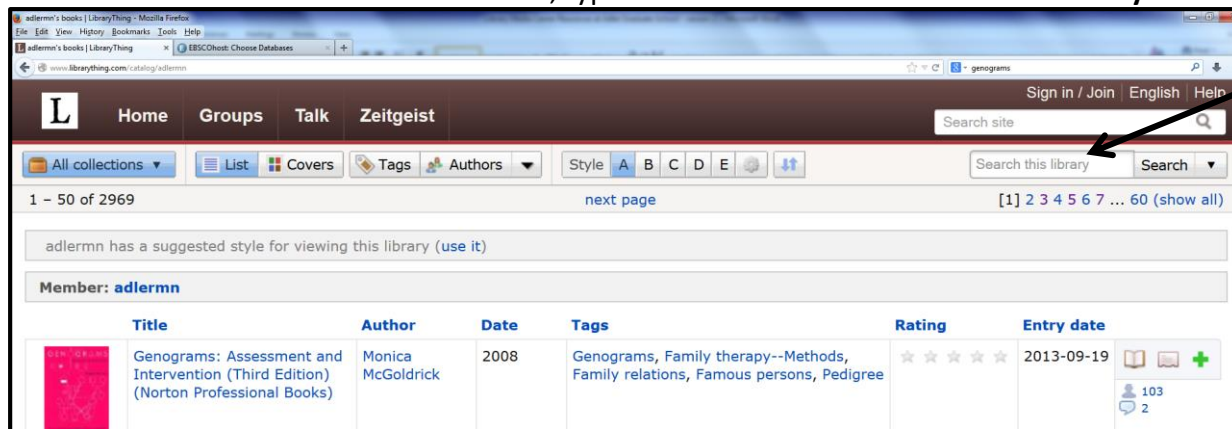 adlermn's books | LibraryThing - Mozilla Firefox
File Edit View History Bookmarks Tools Help
adlermn's books | LibraryThing × EBSCOhost: Choose Databases × +
www.librarything.com/catalog/adlermn genograms
Sign in / Join | English | Help
L Home Groups Talk Zeitgeist Search site
All collections ▼ List Covers Tags Authors ▼ Style A B C D E Search this library Search ▼
1 – 50 of 2969 next page [1] 2 3 4 5 6 7 ... 60 (show all)
adlermn has a suggested style for viewing this library (use it)
Member: adlermn
Title Author Date Tags Rating Entry date
Genograms: Assessment and Monica 2008 Genograms, Family therapy--Methods, 2013-09-19
Intervention (Third Edition) McGoldrick Family relations, Famous persons, Pedigree
(Norton Professional Books) 103
2